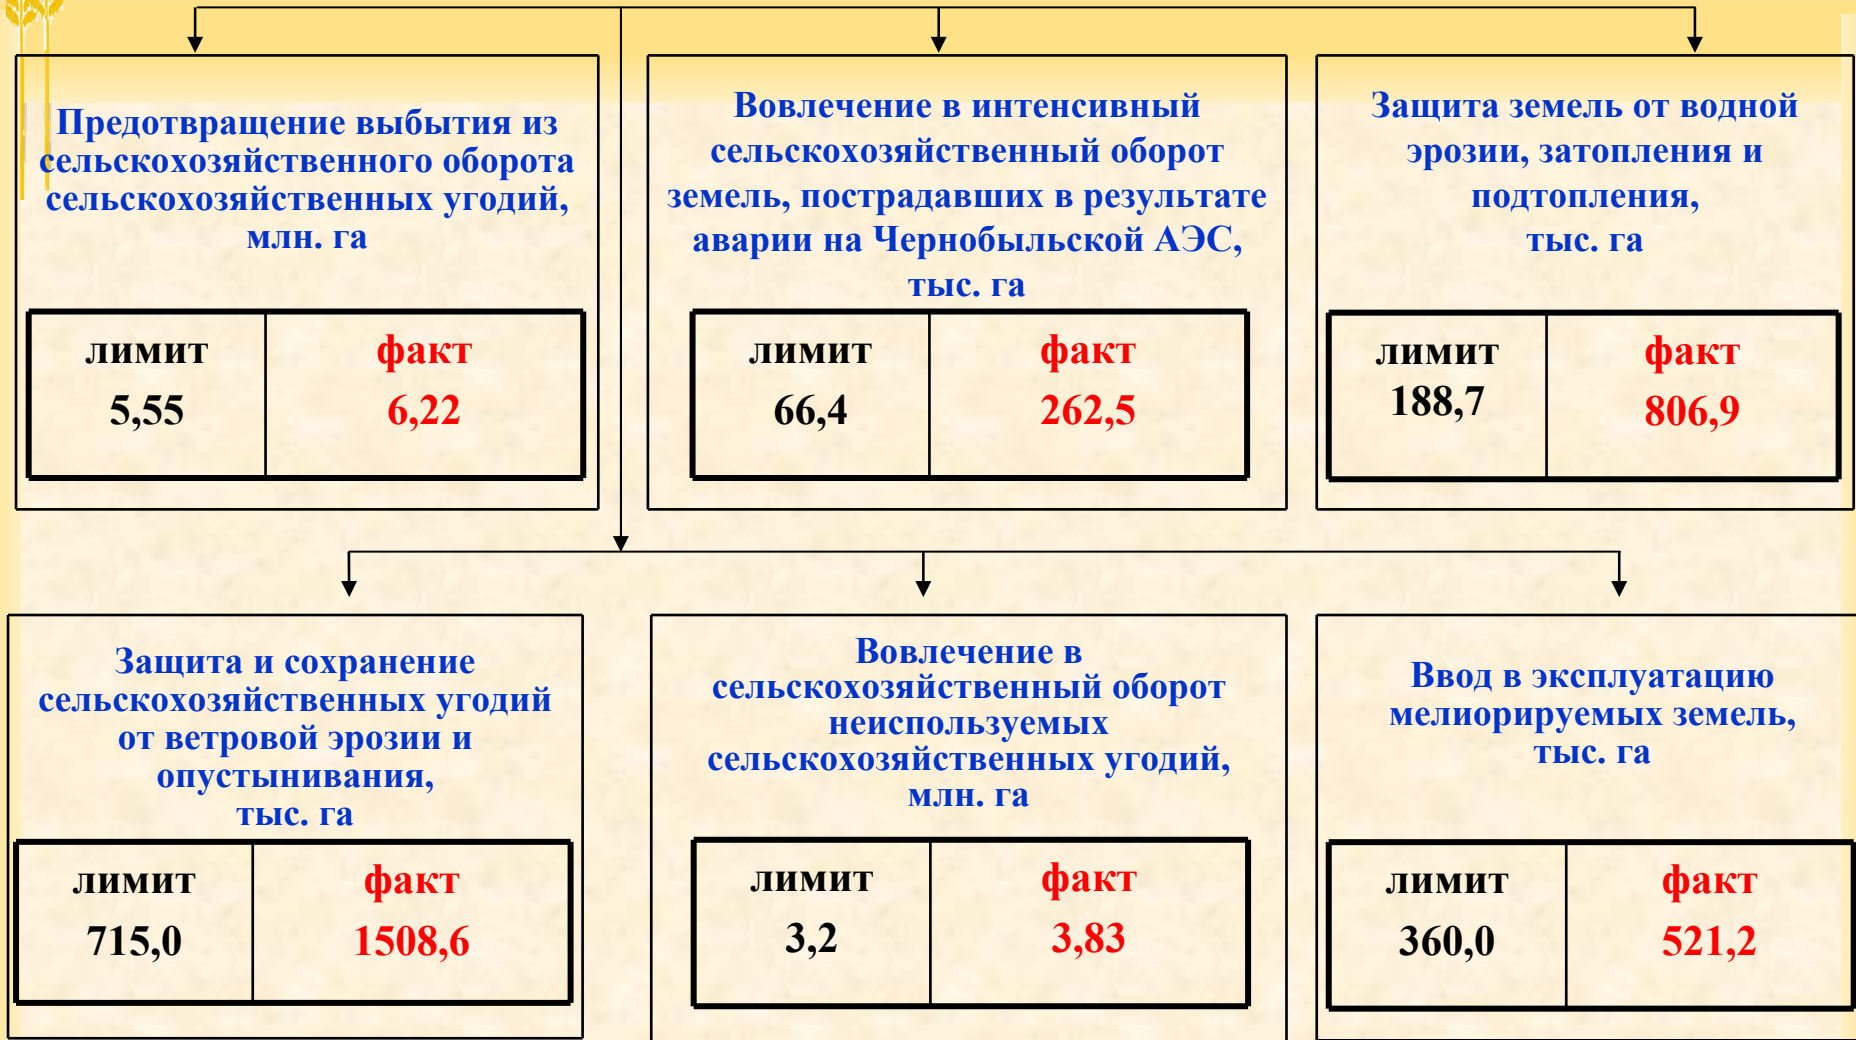 Предотвращение выбытия из
сельскохозяйственного оборота
сельскохозяйственных угодий,
млн. га
лимит
факт
5,55
6,22
Вовлечение в интенсивный
сельскохозяйственный оборот
земель, пострадавших в результате
аварии на Чернобыльской АЭС,
тыс. га
лимит
факт
66,4
262,5
Защита земель от водной
эрозии, затопления и
подтопления,
тыс. га
лимит
факт
188,7
806,9
Защита и сохранение
сельскохозяйственных угодий
от ветровой эрозии и
опустынивания,
тыс. га
лимит
факт
715,0
1508,6
Вовлечение в
сельскохозяйственный оборот
неиспользуемых
сельскохозяйственных угодий,
млн. га
лимит
факт
3,2
3,83
Ввод в эксплуатацию
мелиорируемых земель,
тыс. га
лимит
факт
360,0
521,2